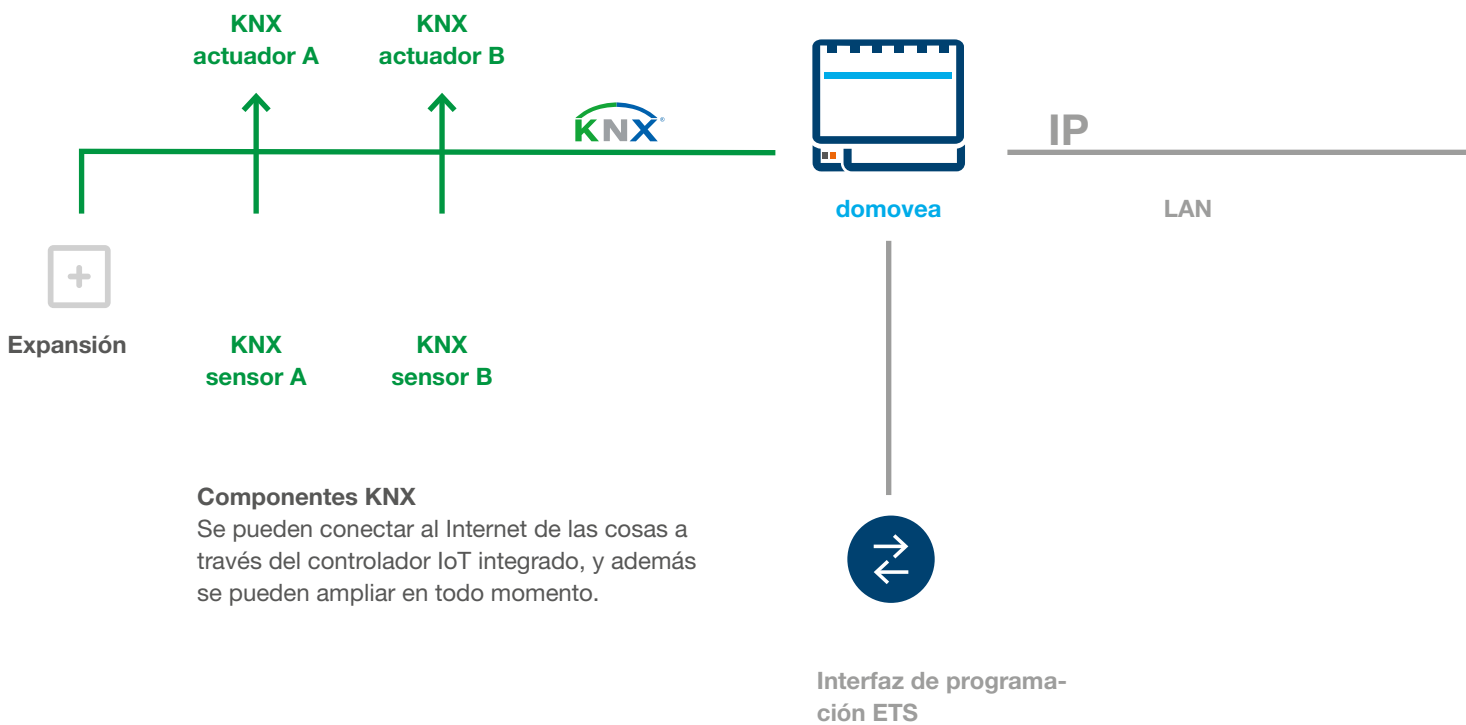 KNX
actuador A
KNX
actuador B
KNX®
IP
domovea
LAN
Expansión
KNX
sensor A
KNX
sensor B
Componentes KNX
Se pueden conectar al Internet de las cosas a
través del controlador IoT integrado, y además
se pueden ampliar en todo momento.
Interfaz de programa-
ción ETS